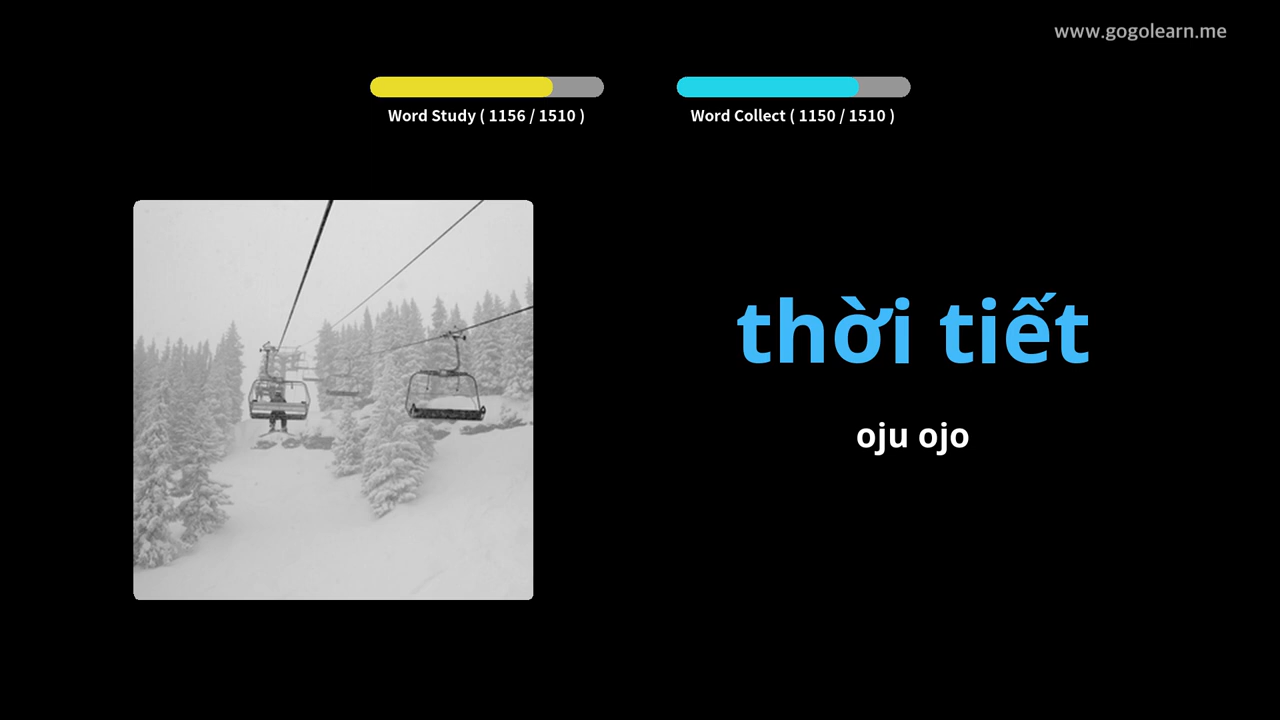 www.gogolearn.me
Word Study ( 1156 / 1510 )
Word Collect ( 1150 / 1510 )
thời tiết
oju ojo